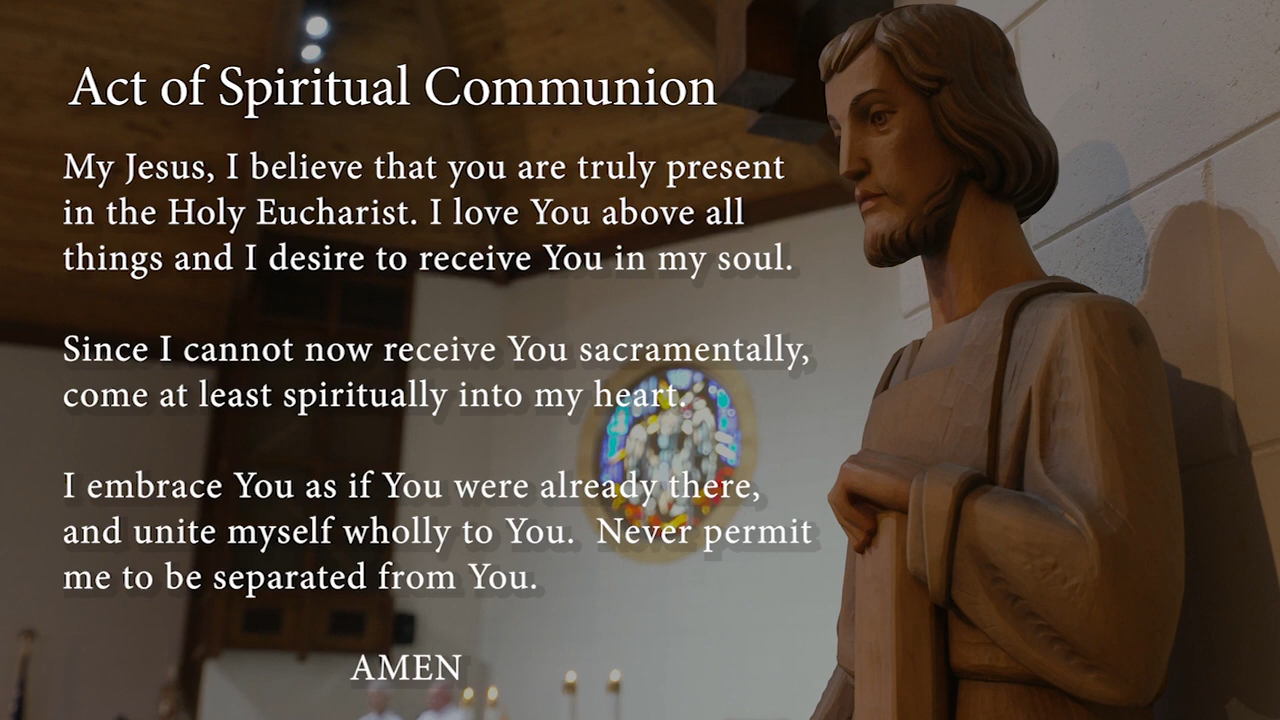 Act of Spiritual Communion
My Jesus, I believe that you are truly present
in the Holy Eucharist. I love You above all
things and I desire to receive You in my soul.
Since I cannot now receive You sacramentally,
come at least spiritually into my heart.
I embrace You as if You were already there,
and unite myself wholly to You.  Never permit
me to be separated from You.
AMEN